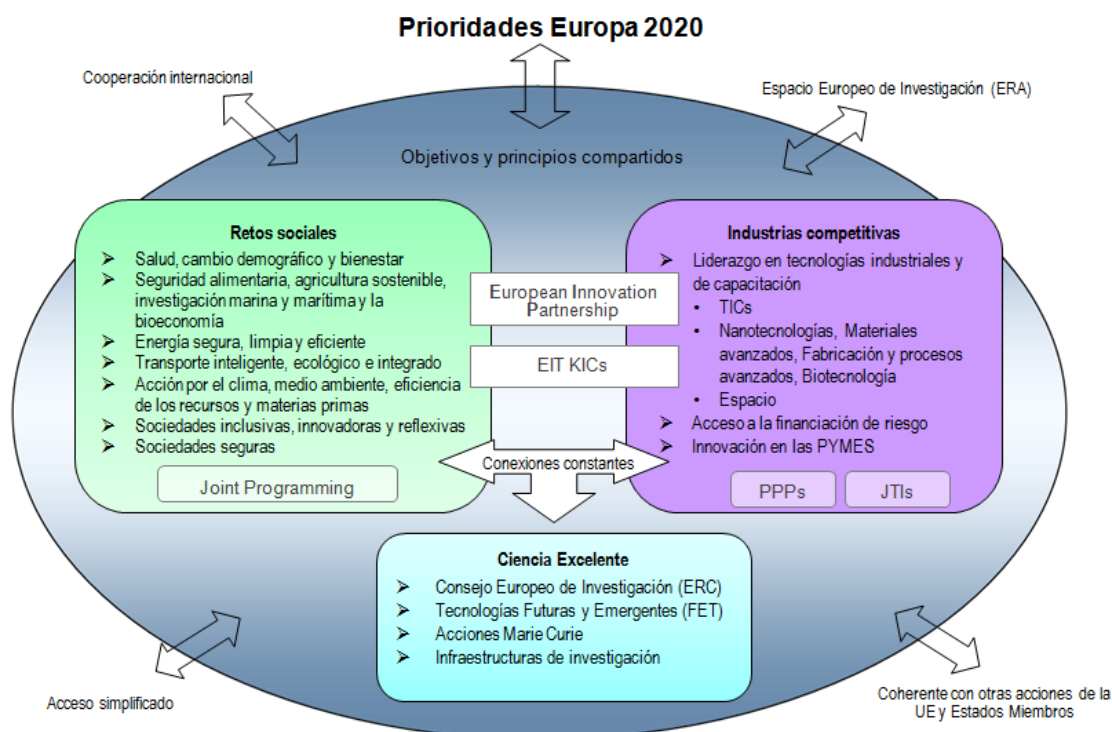 Prioridades Europa 2020
Cooperación internacional
Espacio Europeo de Investigación (ERA)
Objetivos y principios compartidos
Retos sociales
➤ Salud, cambio demográfico y bienestar
➤ Seguridad alimentaria, agricultura sostenible,
investigación marina y marítima y la
bioeconomía
➤ Energía segura, limpia y eficiente
➤ Transporte inteligente, ecológico e integrado
➤ Acción por el clima, medio ambiente, eficiencia
de los recursos y materias primas
➤ Sociedades inclusivas, innovadoras y reflexivas
➤ Sociedades seguras
Joint Programming
European Innovation
Partnership
EIT KICs
Industrias competitivas
➤ Liderazgo en tecnologías industriales y
de capacitación
• TICs
• Nanotecnologías, Materiales
avanzados, Fabricación y procesos
avanzados, Biotecnología
• Espacio
➤ Acceso a la financiación de riesgo
➤ Innovación en las PYMES
PPPs
JTIs
Conexiones constantes
Ciencia Excelente
➤ Consejo Europeo de Investigación (ERC)
➤ Tecnologías Futuras y Emergentes (FET)
➤ Acciones Marie Curie
➤ Infraestructuras de investigación
Acceso simplificado
Coherente con otras acciones de la
UE y Estados Miembros